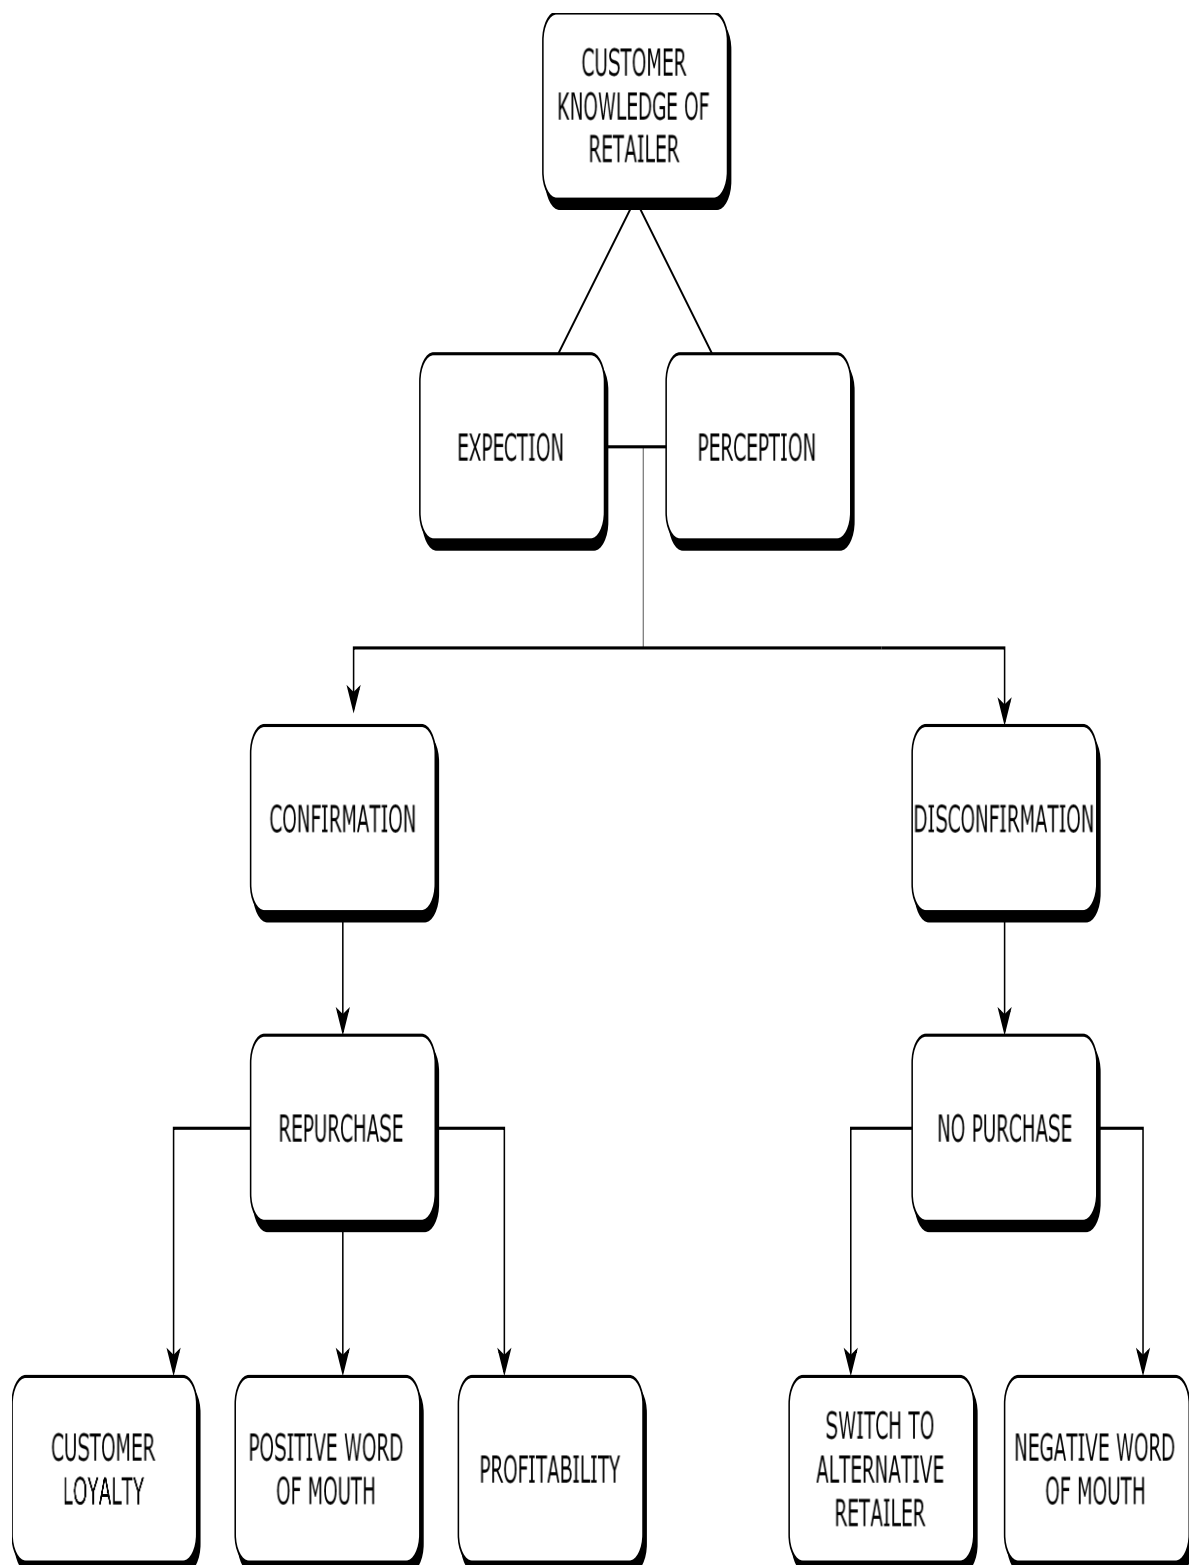 CUSTOMER
KNOWLEDGE OF
RETAILER
EXPECTION
PERCEPTION
CONFIRMATION
DISCONFIRMATION
REPURCHASE
NO PURCHASE
CUSTOMER
LOYALTY
POSITIVE WORD
OF MOUTH
PROFITABILITY
SWITCH TO
ALTERNATIVE
RETAILER
NEGATIVE WORD
OF MOUTH